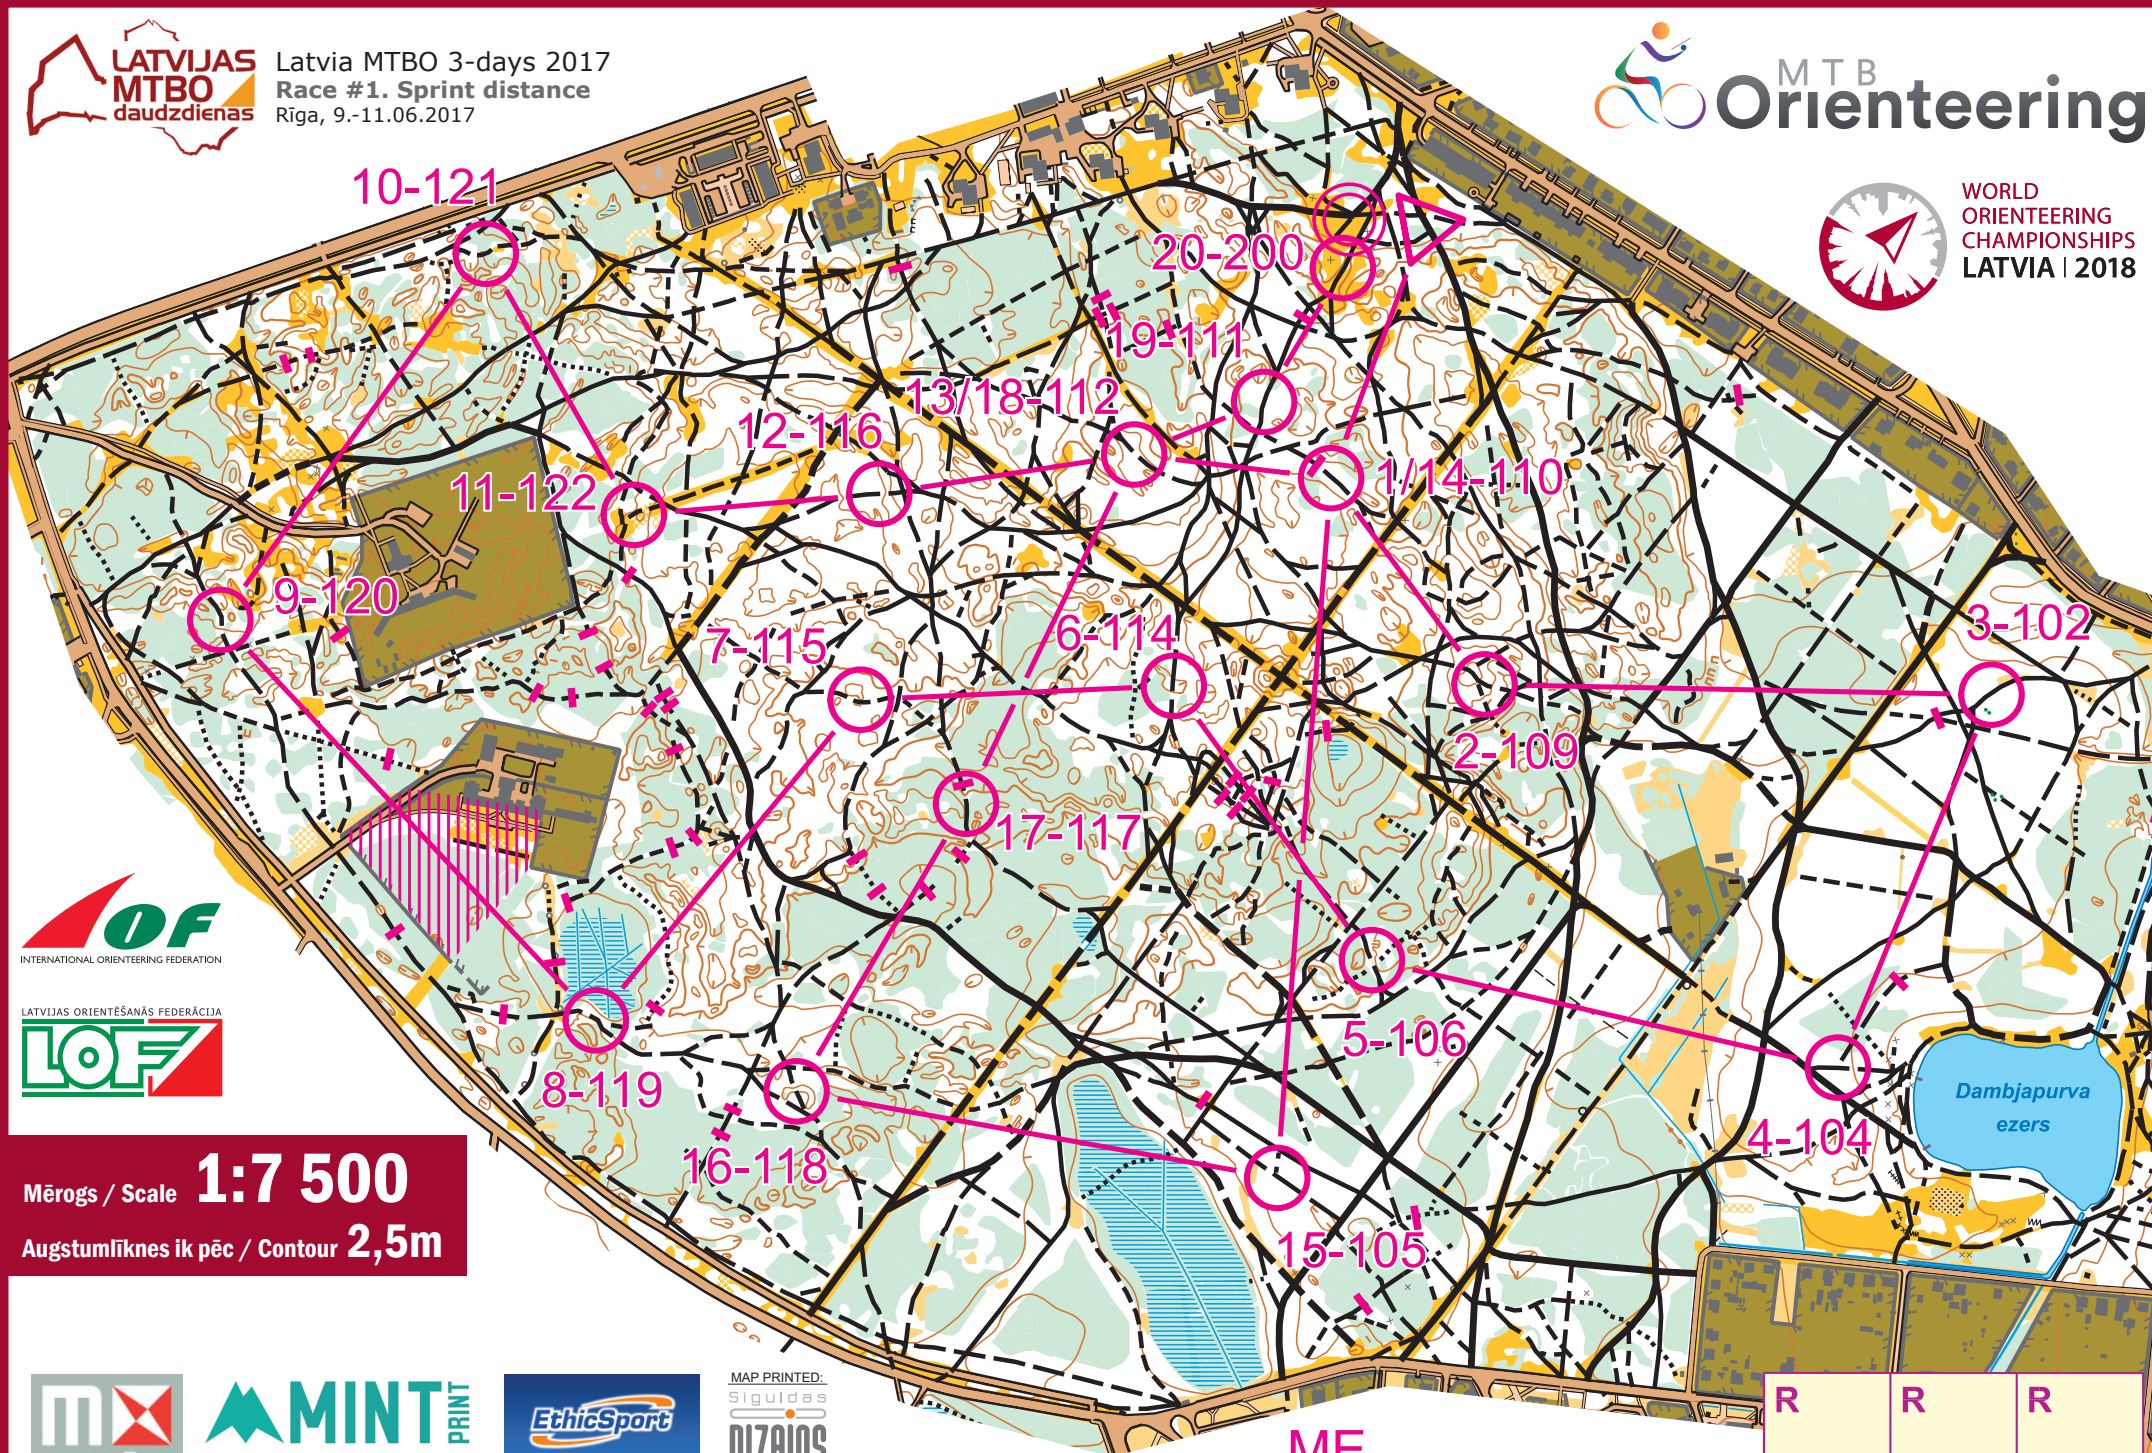 LATVIJAS
MTBO
daudzdienas
Latvia MTBO 3-days 2017
Race #1. Sprint distance
Rīga, 9.-11.06.2017
MTB
Orienteering
WORLD
ORIENTEERING
CHAMPIONSHIPS
LATVIA | 2018
10-121
20-200
19-111
13/18-112
12-116
11-122
1/14-110
9-120
7-115
6-114
3-102
2-109
17-117
5-106
8-119
4-104
16-118
15-105
Dambjapurva
ezers
IOF
INTERNATIONAL ORIENTEERING FEDERATION
LATVIJAS ORIENTĒŠANĀS FEDERĀCIJA
LOF
Mērogs / Scale 1:7 500
Augstumlīknes ik pēc / Contour 2,5m
MINT
PRINT
EthicSport
MAP PRINTED:
Siguldas
DIZAINS
ME
R R R